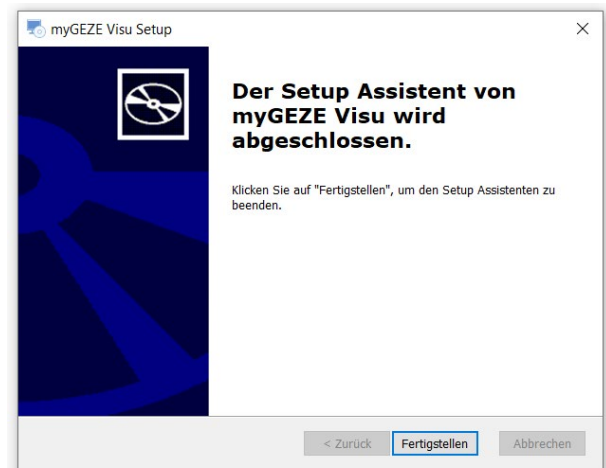 myGEZE Visu Setup
Der Setup Assistent von
myGEZE Visu wird
abgeschlossen.
Klicken Sie auf "Fertigstellen", um den Setup Assistenten zu
beenden.
< Zurück Fertigstellen Abbrechen